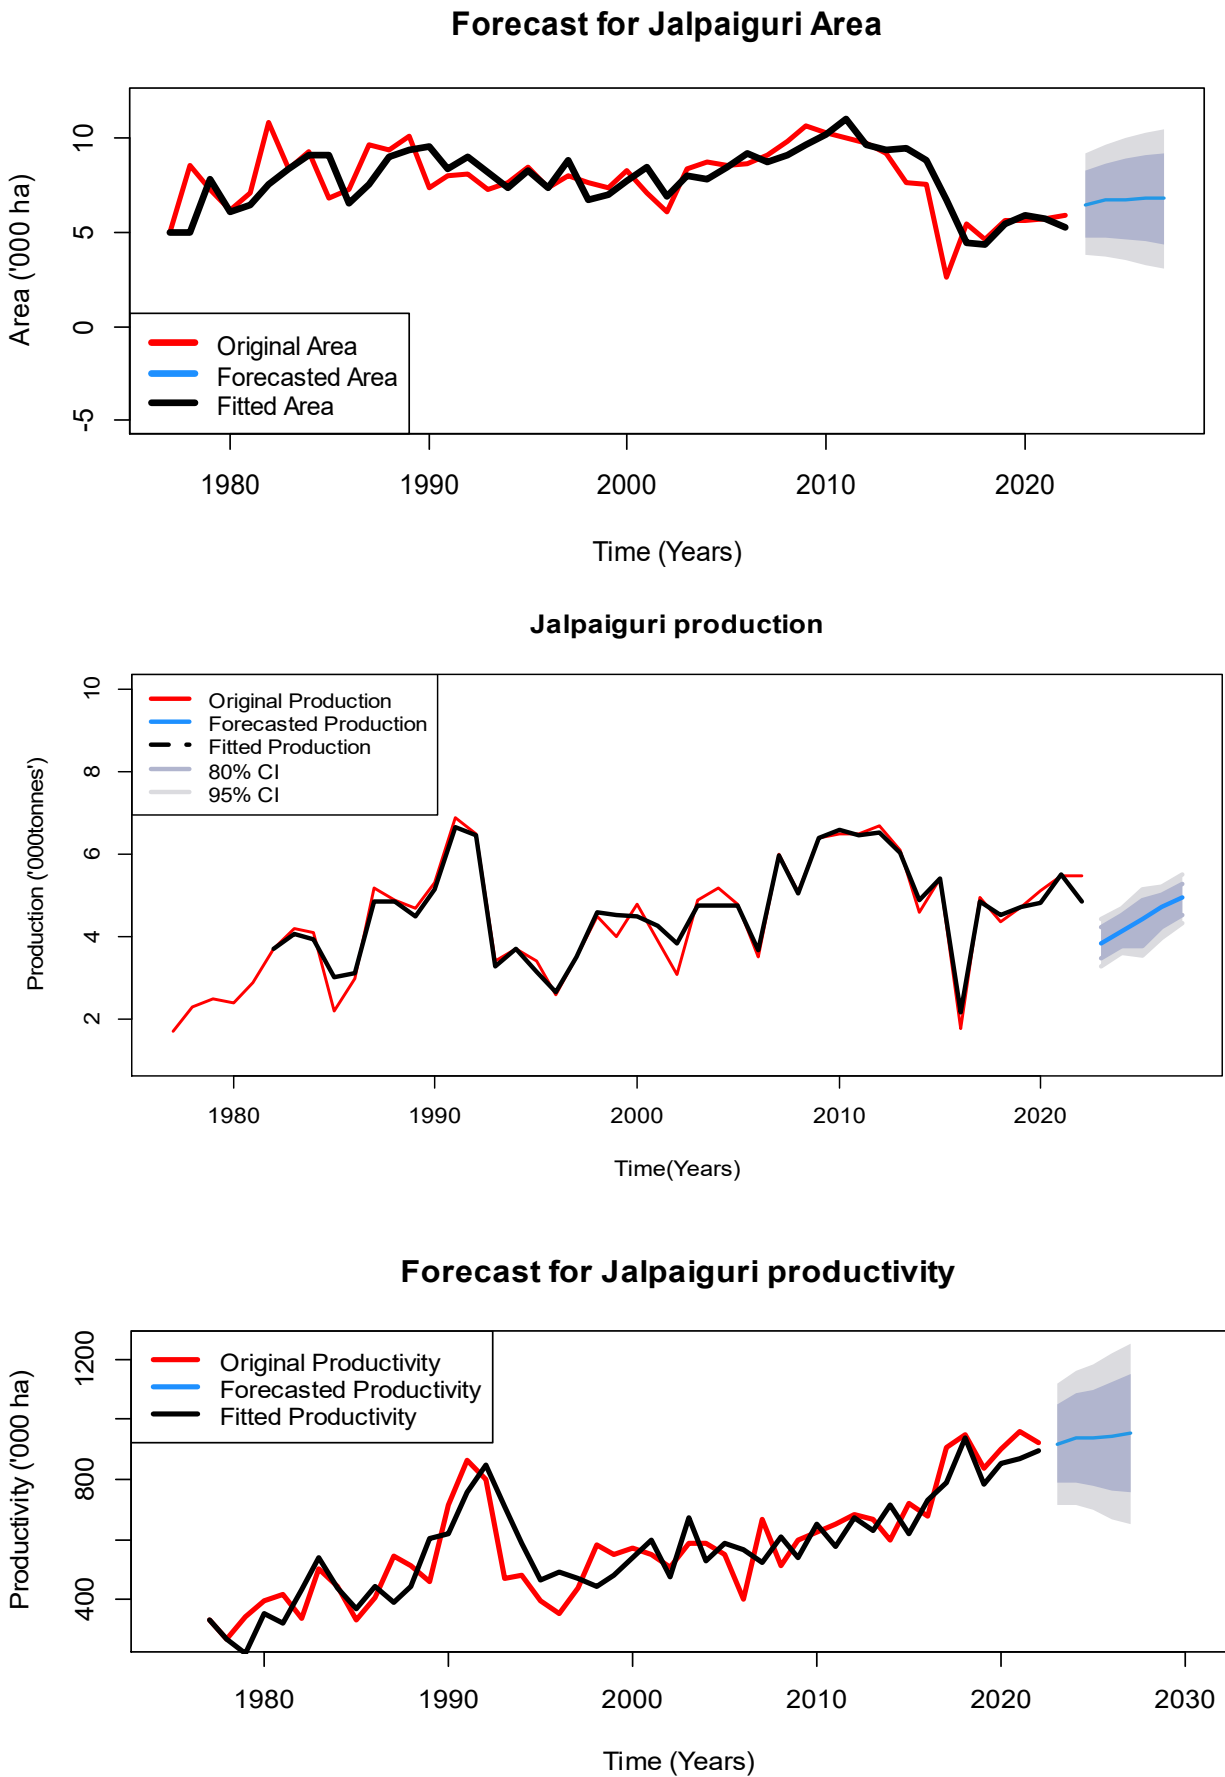 Forecast for Jalpaiguri Area
Area ('000 ha)
10
5
0
-5
Original Area
Forecasted Area
Fitted Area
1980 1990 2000 2010 2020
Time (Years)
Jalpaiguri production
Production ('000tonnes')
10
8
6
4
2
Original Production
Forecasted Production
Fitted Production
80% CI
95% CI
1980 1990 2000 2010 2020
Time(Years)
Forecast for Jalpaiguri productivity
Productivity ('000 ha)
1200
800
400
Original Productivity
Forecasted Productivity
Fitted Productivity
1980 1990 2000 2010 2020 2030
Time (Years)